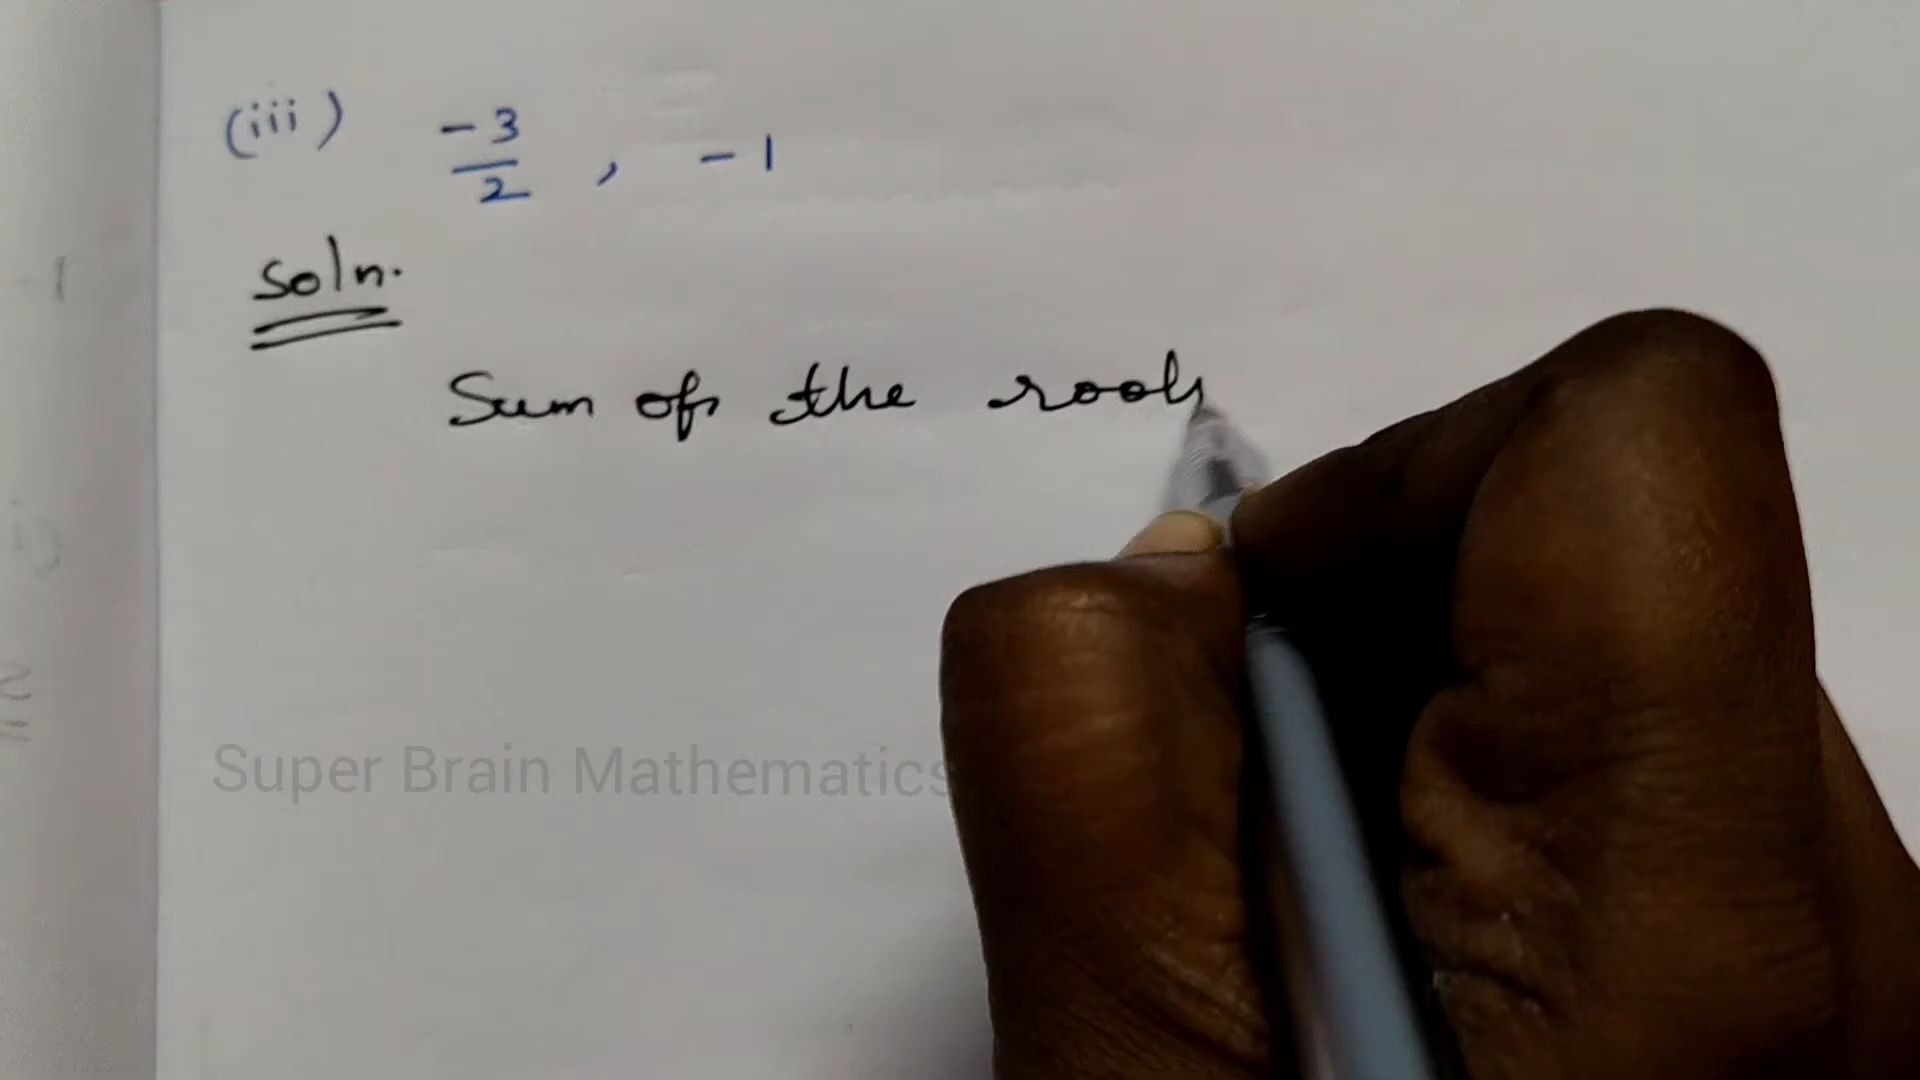 (iii) -3/2 , -1
Soln.
Sum of the roots
Super Brain Mathematics